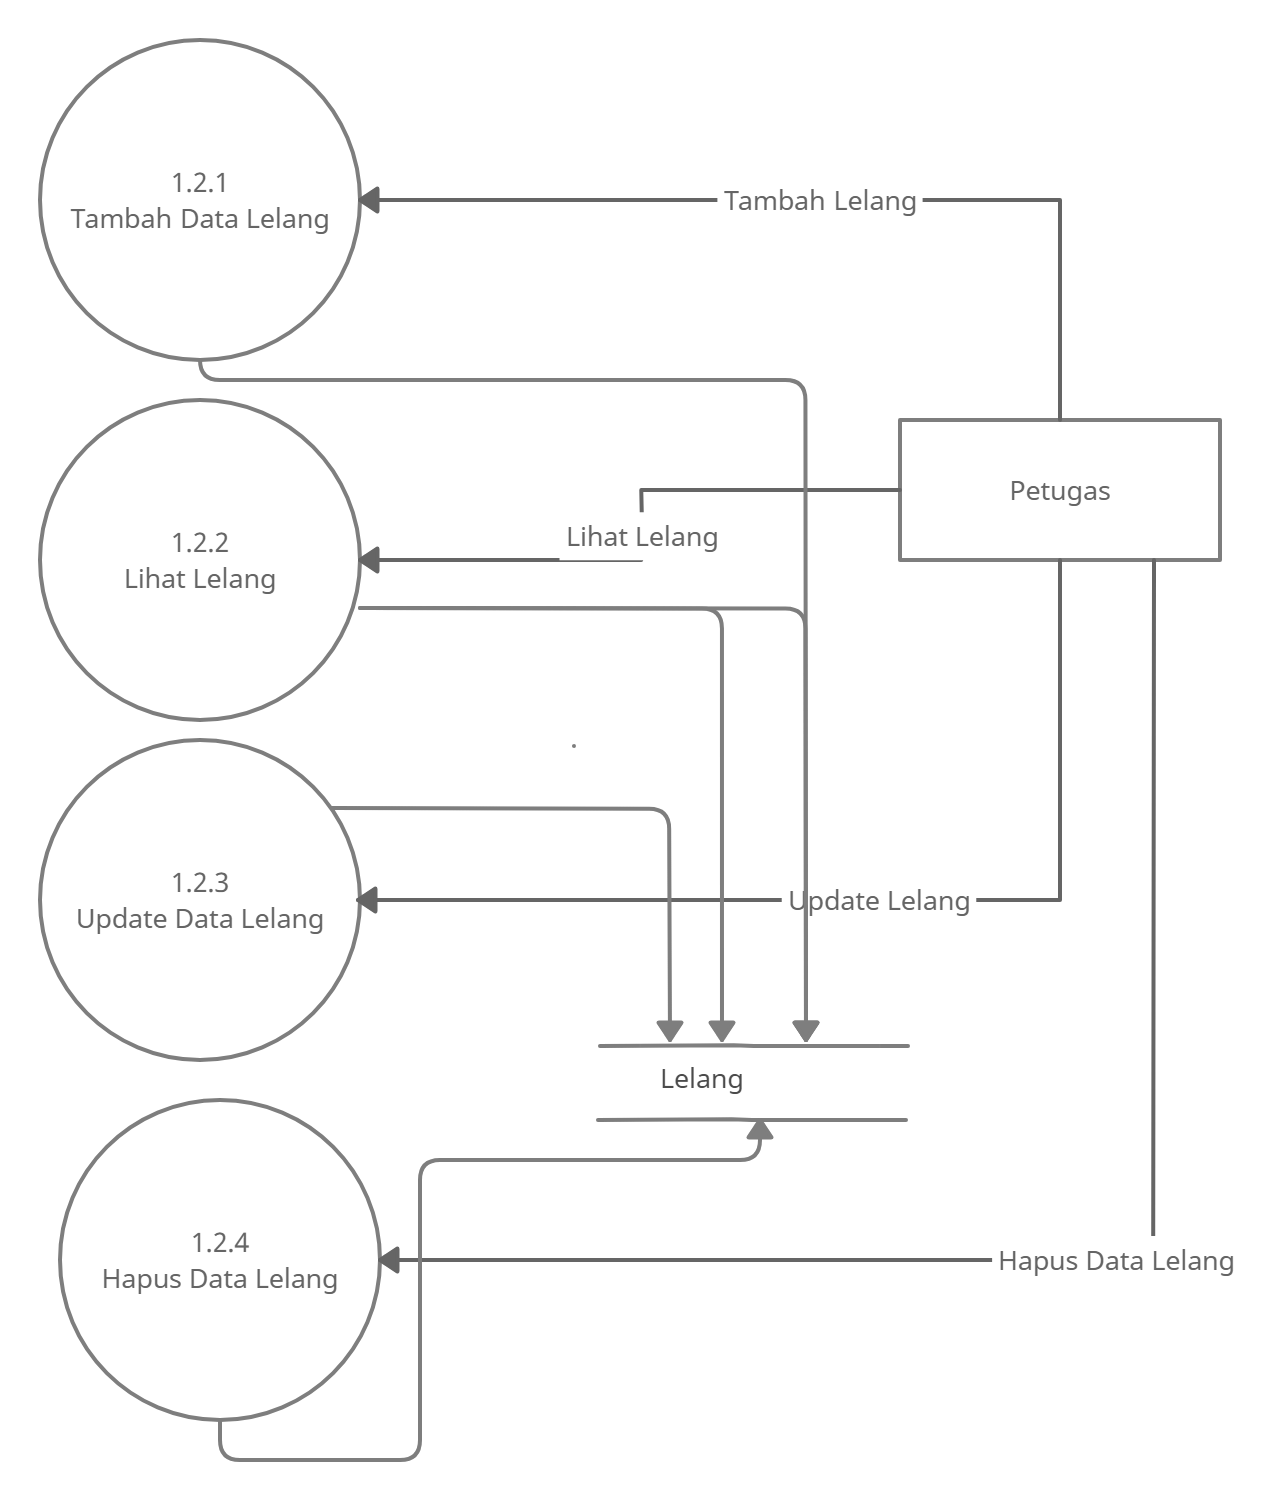 1.2.1
Tambah Data Lelang
Tambah Lelang
Petugas
1.2.2
Lihat Lelang
Lihat Lelang
1.2.3
Update Data Lelang
Update Lelang
Lelang
1.2.4
Hapus Data Lelang
Hapus Data Lelang